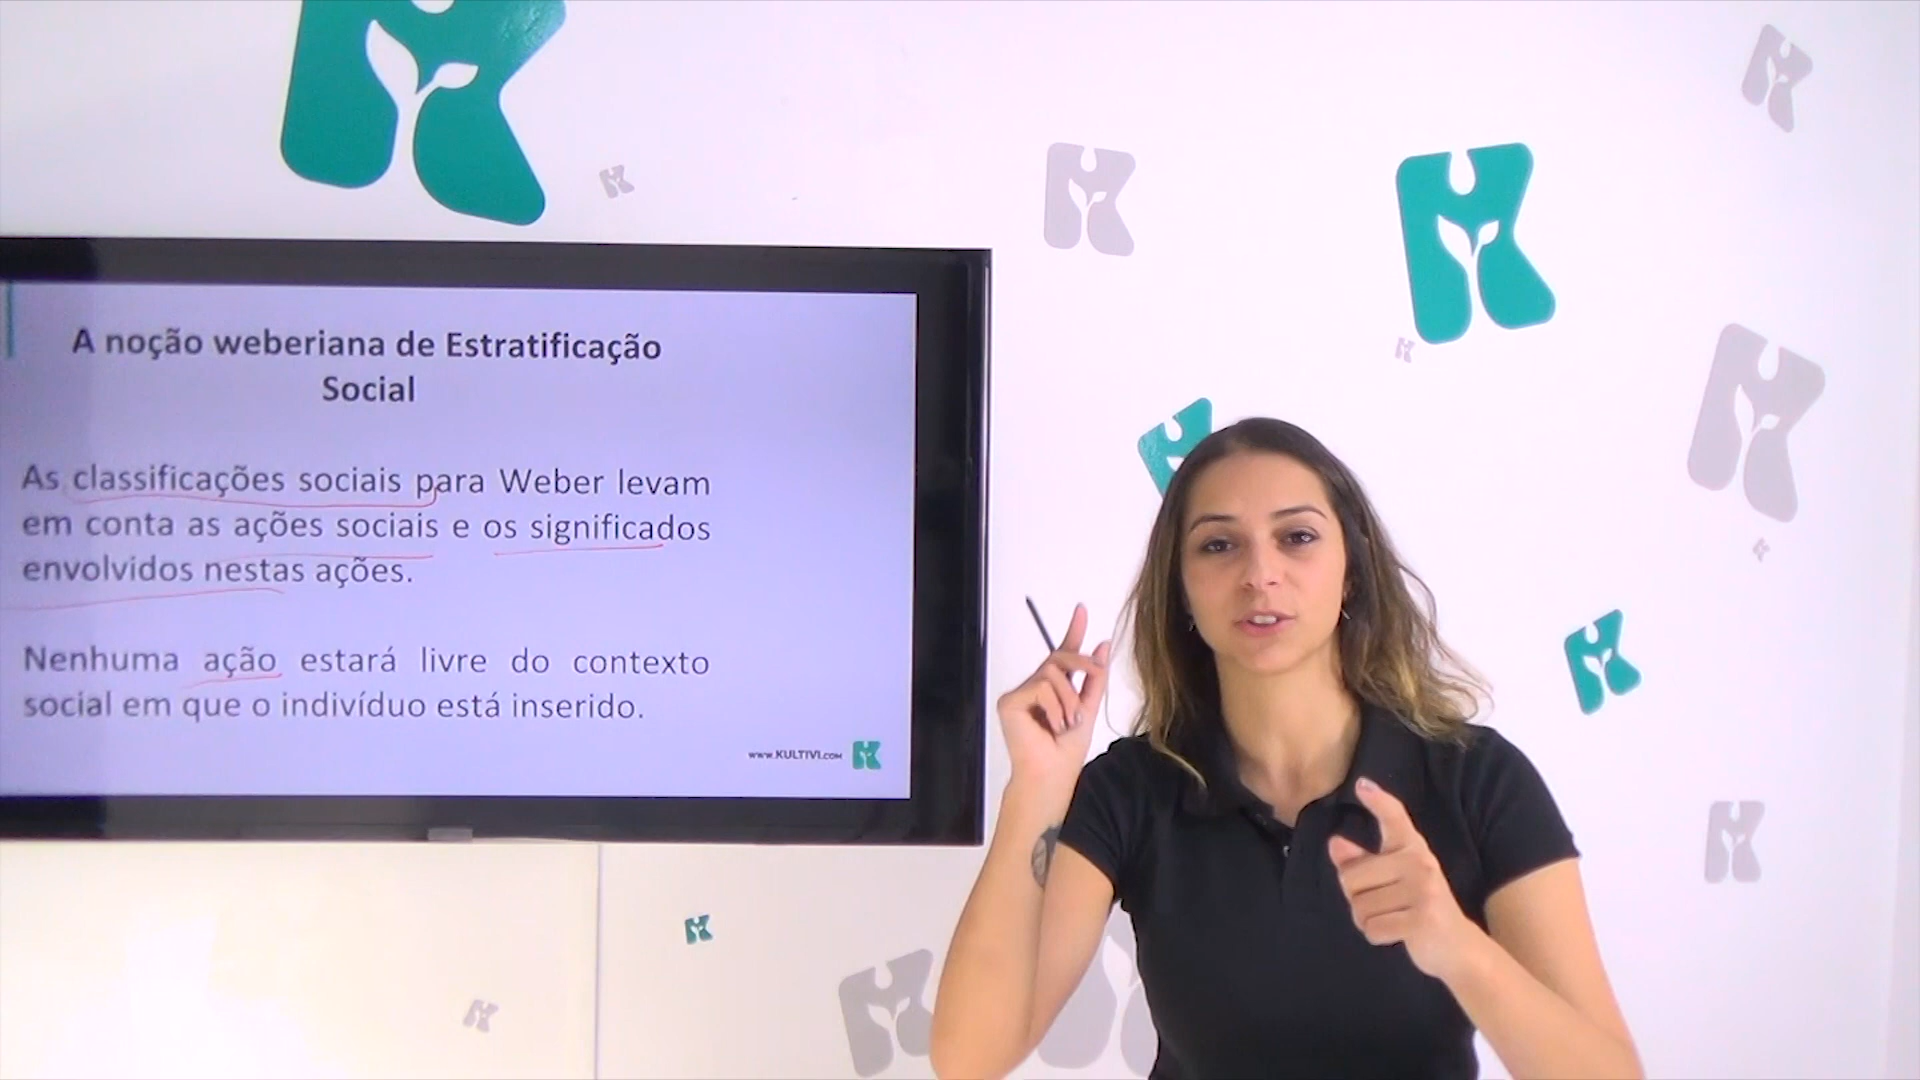 A noção weberiana de Estratificação
Social
As classificações sociais para Weber levam
em conta as ações sociais e os significados
envolvidos nestas ações.
Nenhuma ação estará livre do contexto
social em que o indivíduo está inserido.
www.KULTIVI.com